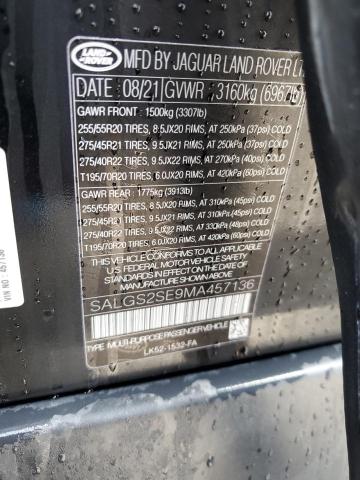 LAND ROVER
MFD BY JAGUAR LAND ROVER
DATE 08/21 GVWR 3160kg (6967lb)
GAWR FRONT 1500kg (3307lb)
255/55R20 TIRES, 8.5JX20 RIMS, AT 250kPa (37psi) COLD
275/45R21 TIRES, 9.5JX21 RIMS, AT 250kPa (37psi) COLD
275/40R22 TIRES, 9.5JX22 RIMS, AT 270kPa (40psi) COLD
T195/70R20 TIRES, 6.0JX20 RIMS, AT 420kPa (60psi) COLD
GAWR REAR: 1775kg (3913lb)
255/55R20 TIRES, 8.5JX20 RIMS, AT 310kPa (45psi) COLD
275/45R21 TIRES, 9.5JX21 RIMS, AT 310kPa (45psi) COLD
275/40R22 TIRES, 9.5JX22 RIMS, AT 330kPa (48psi) COLD
T195/70R20 TIRES, 6.0JX20 RIMS, AT 420kPa (60psi) COLD
THIS VEHICLE CONFORMS TO ALL APPLICABLE
U.S. FEDERAL MOTOR VEHICLE SAFETY
AND THEFT PREVENTION STANDARDS
IN EFFECT ON THE DATE OF
MANUFACTURE SHOWN ABOVE
SALGS2SE9MA457136
TYPE: MULTI-PURPOSE PASSENGER VEHICLE
LK52-1532-FA
457136